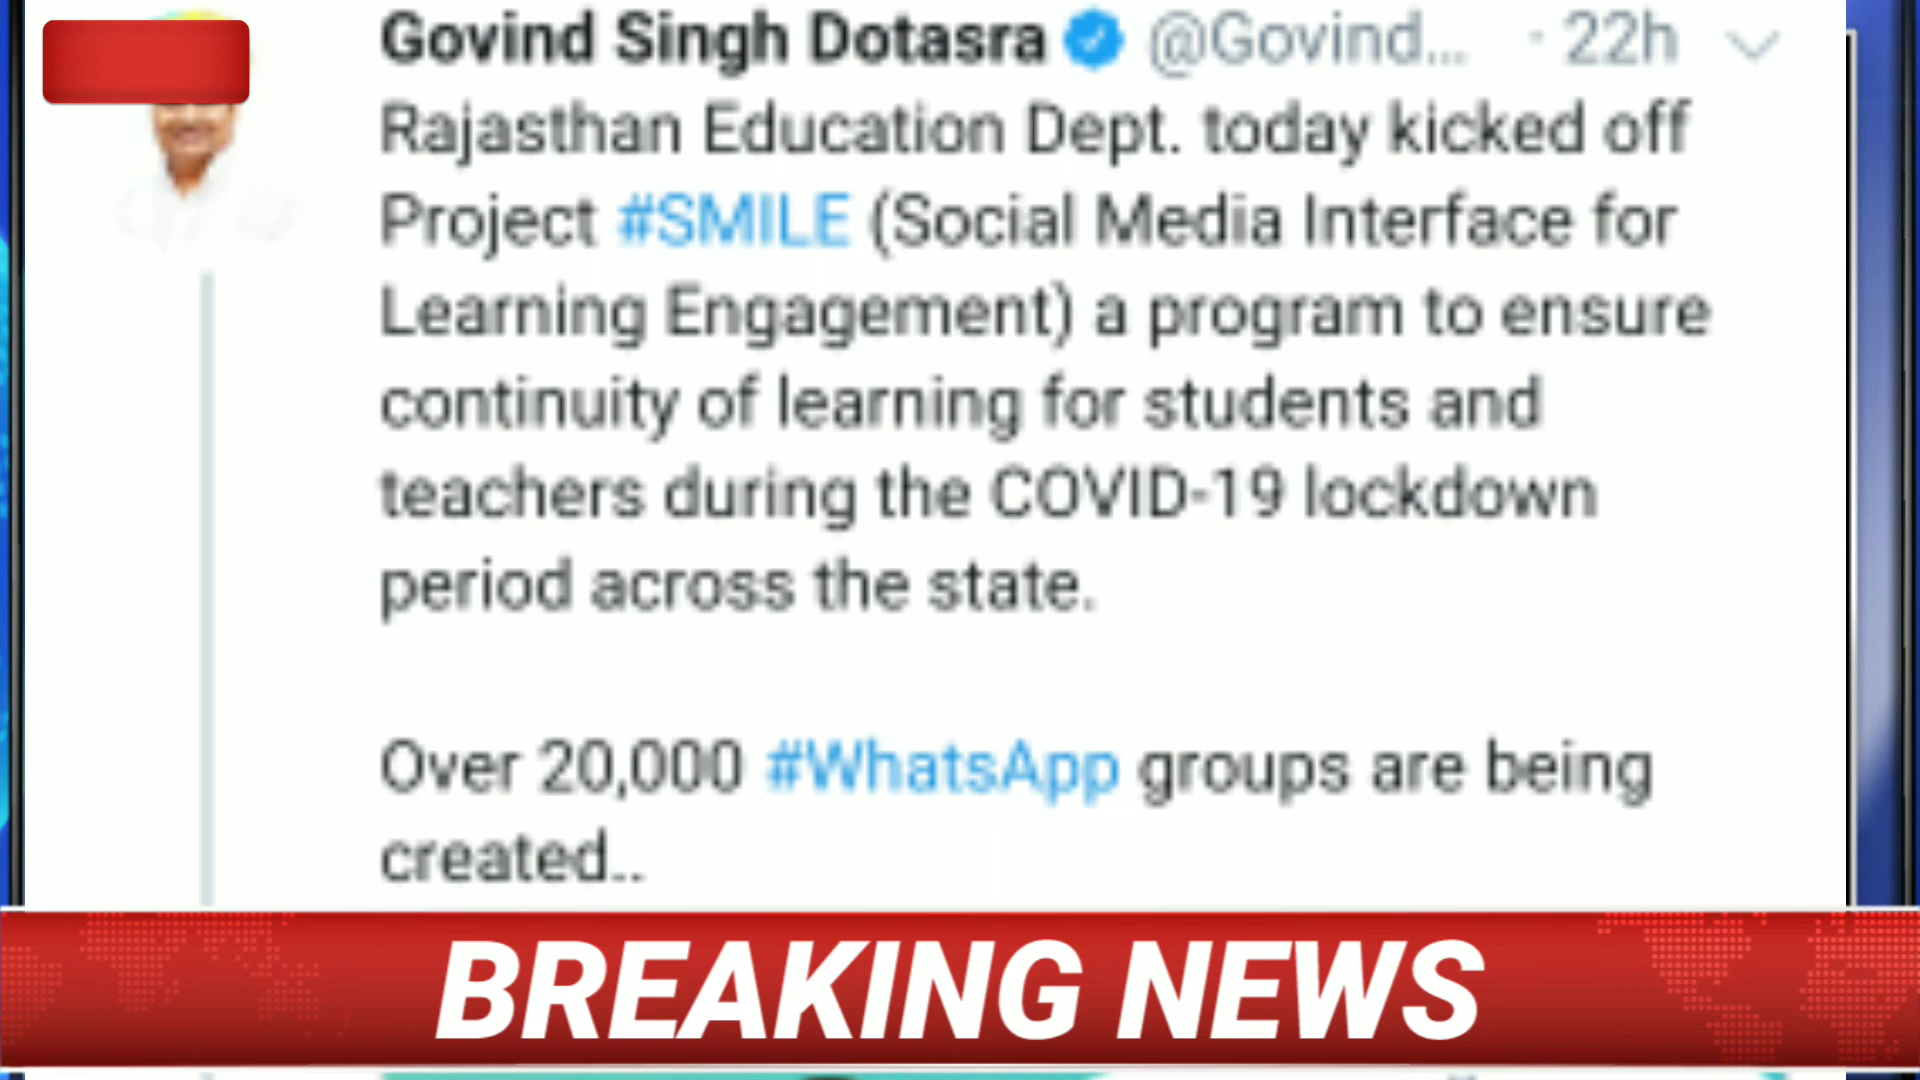 Govind Singh Dotasra @Govind... · 22h
Rajasthan Education Dept. today kicked off
Project #SMILE (Social Media Interface for
Learning Engagement) a program to ensure
continuity of learning for students and
teachers during the COVID-19 lockdown
period across the state.
Over 20,000 #WhatsApp groups are being
created..
BREAKING NEWS